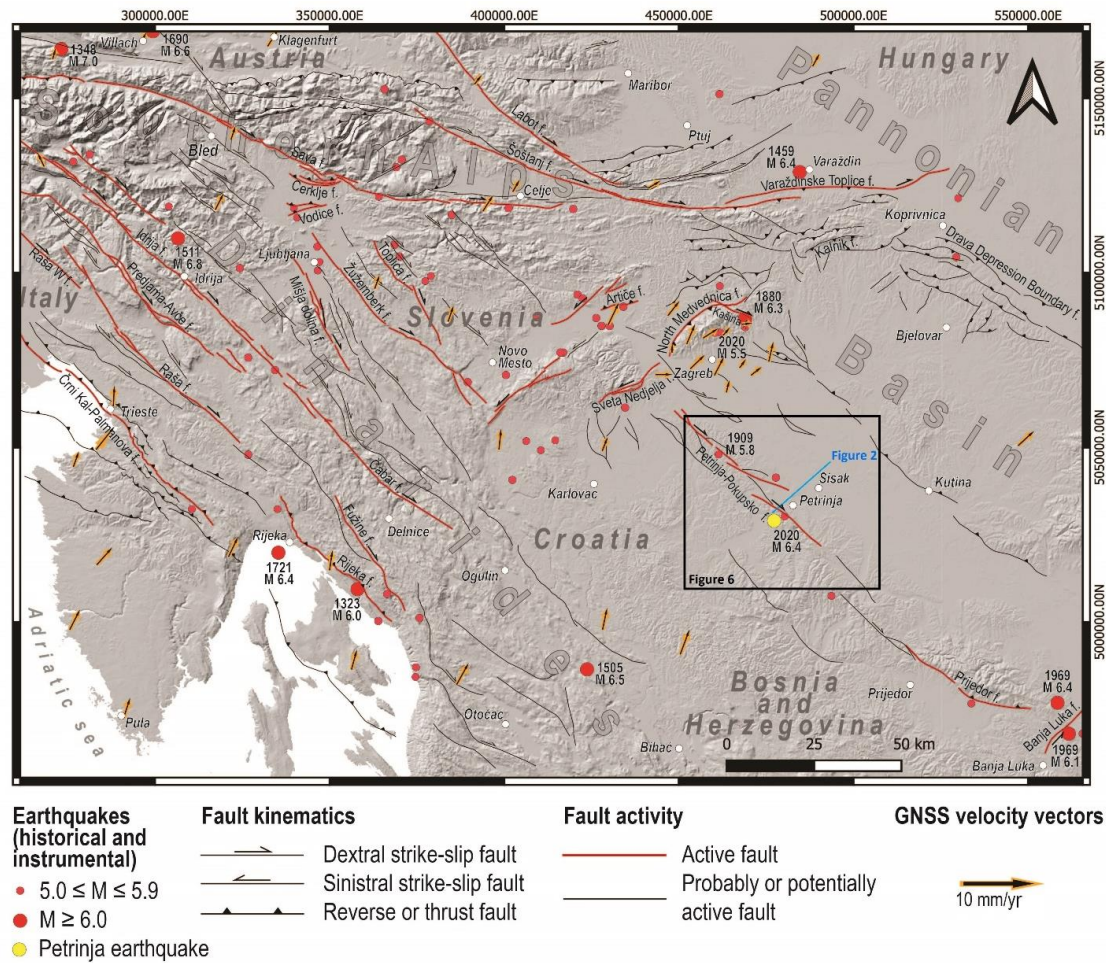 300000.00E
350000.00E
400000.00E
450000.00E
500000.00E
550000.00E
5150000.00N
5100000.00N
5050000.00N
5000000.00N
1348
M 7.0
Villach
1690
M 6.6
Klagenfurt
Austria
Hungary
Pannonian
Basin
Maribor
Ptuj
Labot f.
Šoštanj f.
Bled
Sava f.
Alps
Celje
Cerklje f.
Vodice f.
1459
M 6.4
Varaždin
Varaždinske Toplice f.
Koprivnica
Kalnik f.
Drava Depression Boundary f.
Idrija f.
1511
M 6.8
Idrija
Ljubljana
Dinarides
Raša W f.
Italy
Predjama-Avče f.
Mišjedolina f.
Žužemberk f.
Toplica f.
Slovenia
Artiče f.
North Medvednica f.
1880
M 6.3
Kašina
2020
M 5.5
Zagreb
Bjelovar
Novo
Mesto
Sveta Nedjelja f.
Raša f.
Trieste
Črni Kal-Palmanova f.
Čabar f.
1909
M 5.8
Figure 2
Petrinja-Pokupsko f.
Sisak
Petrinja
2020
M 6.4
Figure 6
Kutina
Karlovac
Croatia
Delnice
Fužine f.
Rijeka
1721
M 6.4
Rijeka f.
1323
M 6.0
Ogulin
Adriatic sea
Pula
Otočac
1505
M 6.5
Bosnia
and
Herzegovina
Prijedor
Prijedor f.
1969
M 6.4
Banja Luka f.
1969
M 6.1
Banja Luka
Bihać
0
25
50 km
Earthquakes
(historical and
instrumental)
5.0 ≤ M ≤ 5.9
M ≥ 6.0
Petrinja earthquake
Fault kinematics
Dextral strike-slip fault
Sinistral strike-slip fault
Reverse or thrust fault
Fault activity
Active fault
Probably or potentially
active fault
GNSS velocity vectors
10 mm/yr